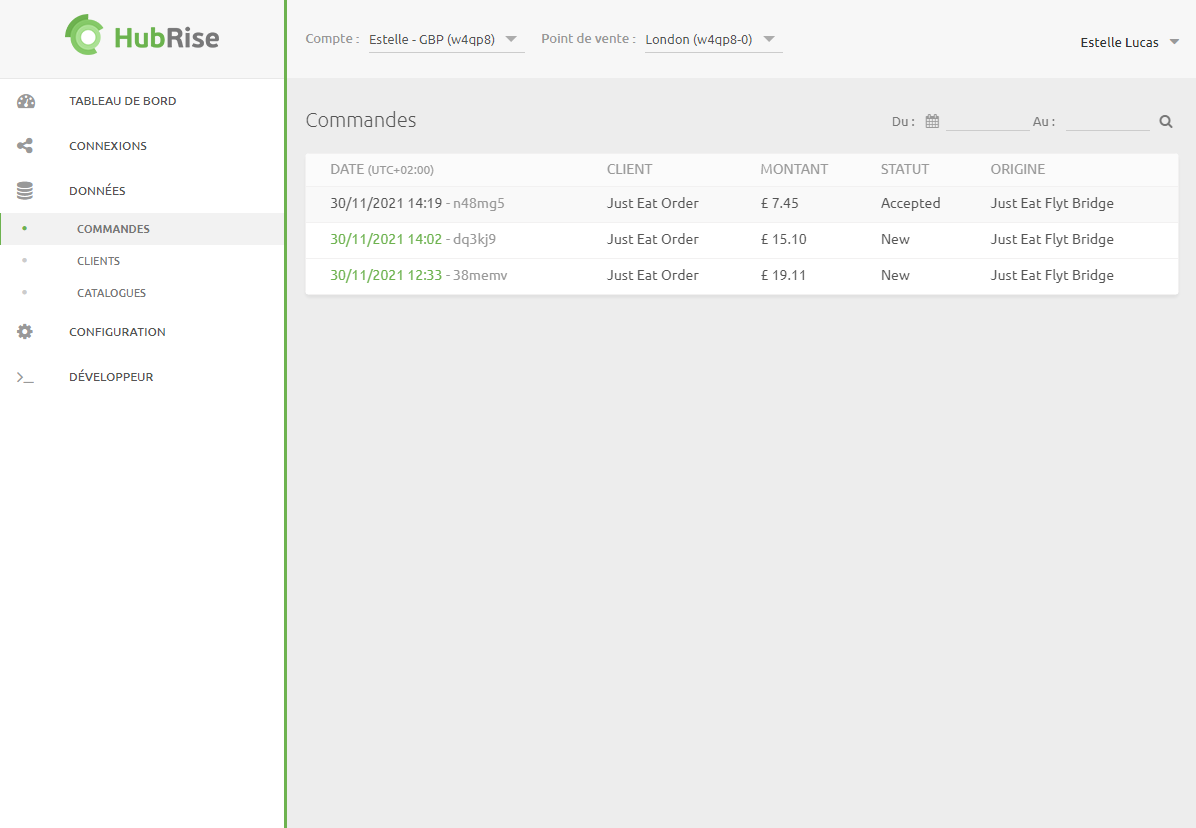 HubRise
Compte : Estelle - GBP (w4qp8) Point de vente : London (w4qp8-0)
Estelle Lucas
TABLEAU DE BORD
CONNEXIONS
DONNÉES
COMMANDES
CLIENTS
CATALOGUES
CONFIGURATION
DÉVELOPPEUR
Commandes
Du : Au :
DATE (UTC+02:00) CLIENT MONTANT STATUT ORIGINE
30/11/2021 14:19 - n48mg5 Just Eat Order £ 7.45 Accepted Just Eat Flyt Bridge
30/11/2021 14:02 - dq3kj9 Just Eat Order £ 15.10 New Just Eat Flyt Bridge
30/11/2021 12:33 - 38memv Just Eat Order £ 19.11 New Just Eat Flyt Bridge